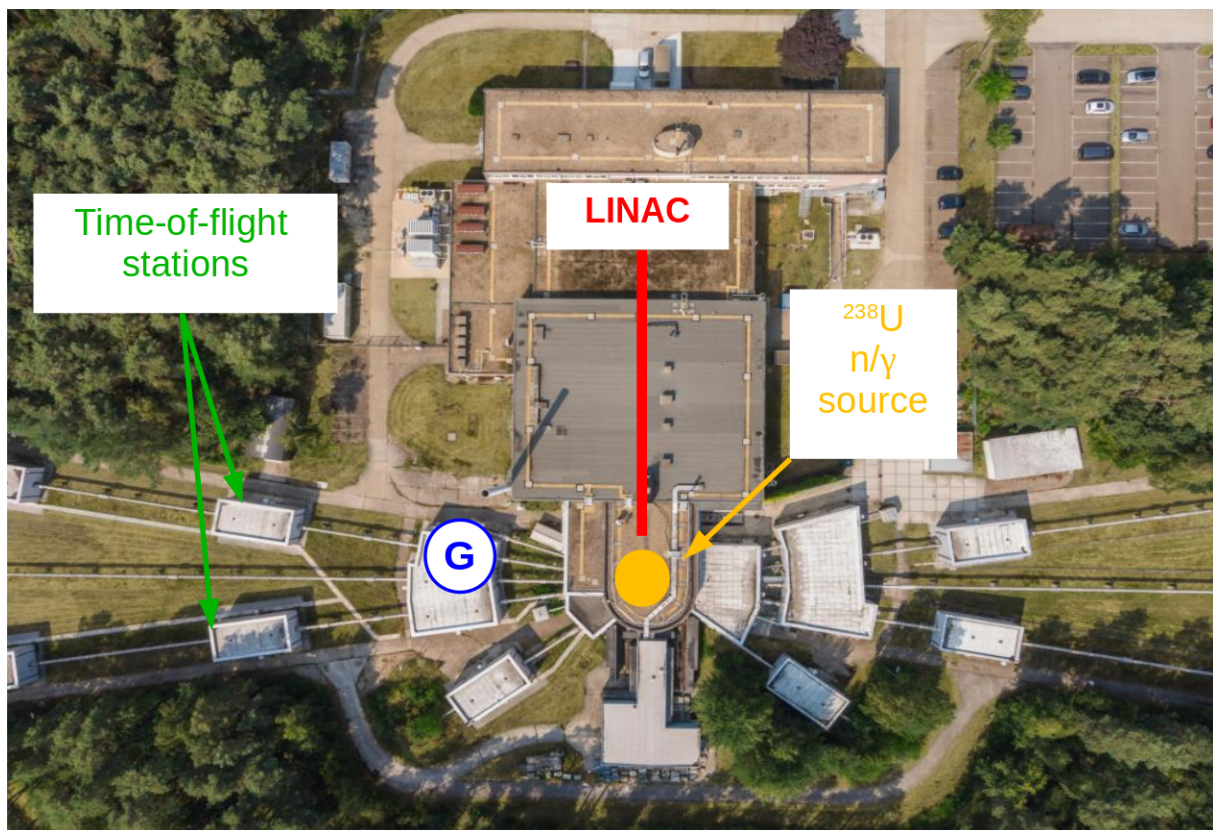 Time-of-flight
stations
LINAC
²³⁸U
n/γ
source
G